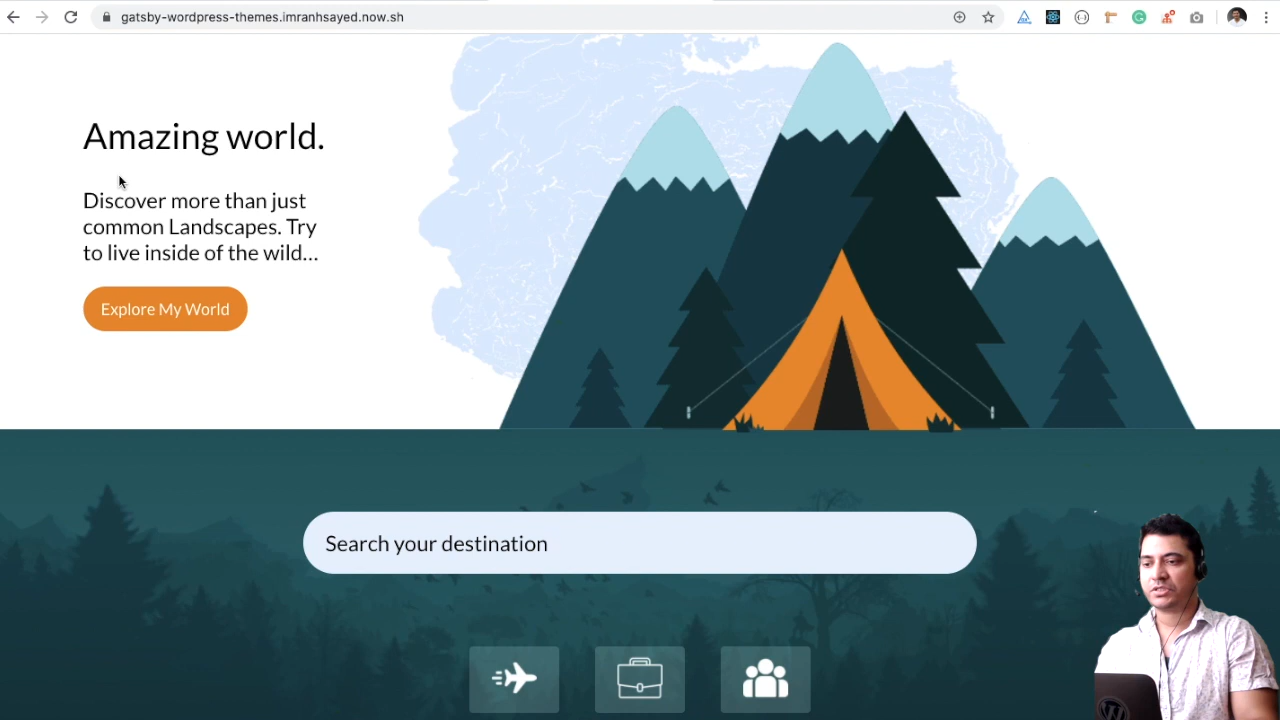 gatsby-wordpress-themes.imranhsayed.now.sh
Amazing world.
Discover more than just
common Landscapes. Try
to live inside of the wild...
Explore My World
Search your destination